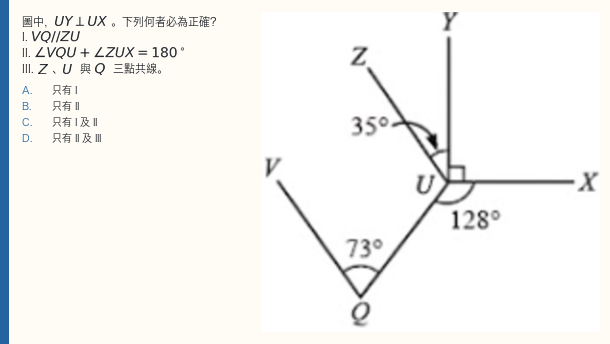 圖中, UY⊥UX 。下列何者必為正確?
I. VQ//ZU
II. ∠VQU + ∠ZUX = 180°
III. Z 、U 與 Q 三點共線。
A. 只有 I
B. 只有 II
C. 只有 I 及 II
D. 只有 II 及 III
Y
Z
35°
V
U
X
128°
73°
Q